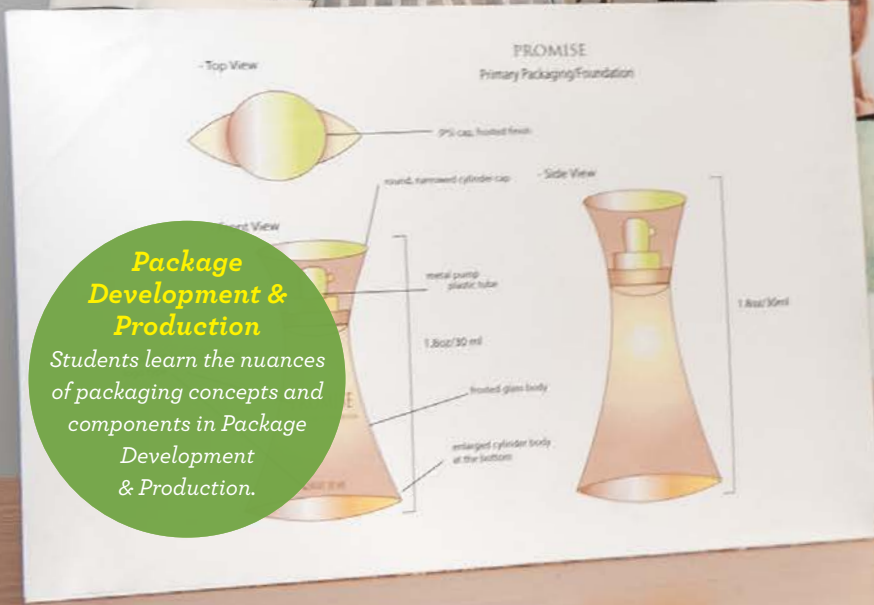 - Top View
PROMISE
Primary Packaging/Foundation
cap, frosted finish
round, narrowed cylinder cap
- Side View
View
metal pump
plastic tube
1.8oz/30 ml
1.8oz/30ml
frosted glass body
enlarged cylinder body
at the bottom
Package
Development &
Production
Students learn the nuances
of packaging concepts and
components in Package
Development
& Production.